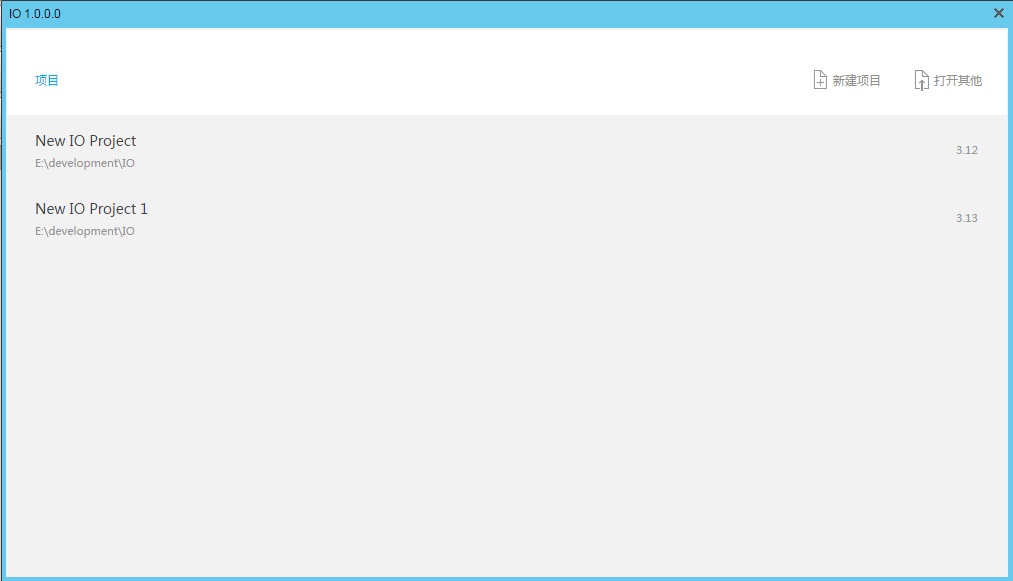 IO 1.0.0.0
项目 新建项目 打开其他
New IO Project
3.12
E:\development\IO
New IO Project 1
3.13
E:\development\IO